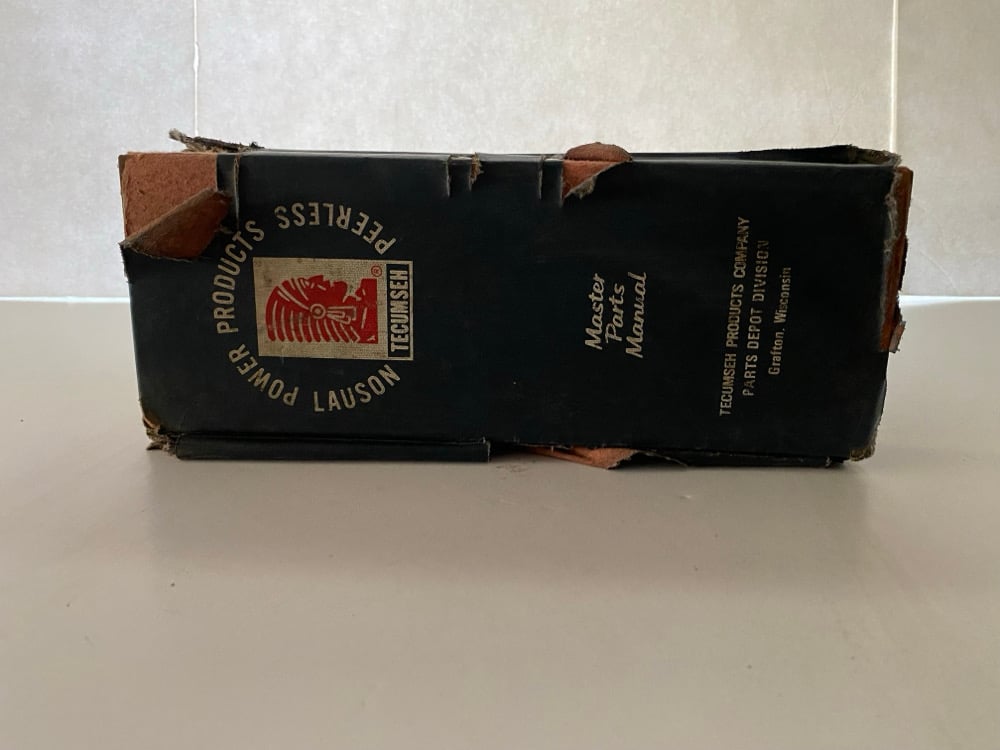 LAUSON POWER PRODUCTS PEERLESS
®
TECUMSEH
Master
Parts
Manual
TECUMSEH PRODUCTS COMPANY
PARTS DEPOT DIVISION
Grafton, Wisconsin